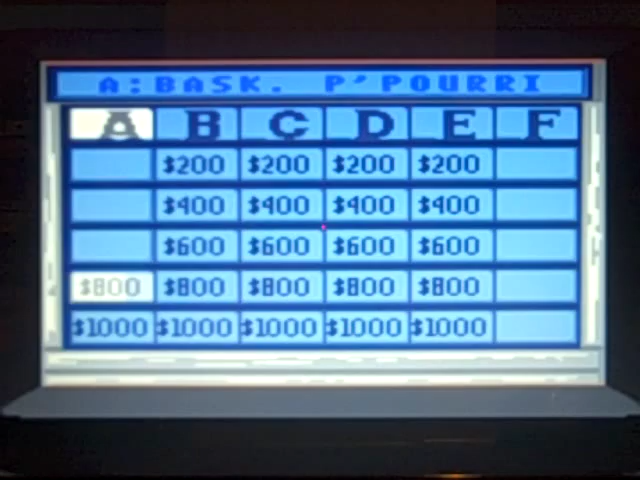 A:BASK. P'POURRI
A B C D E F
$200 $200 $200 $200
$400 $400 $400 $400
$600 $600 $600 $600
$800 $800 $800 $800 $800
$1000 $1000 $1000 $1000 $1000